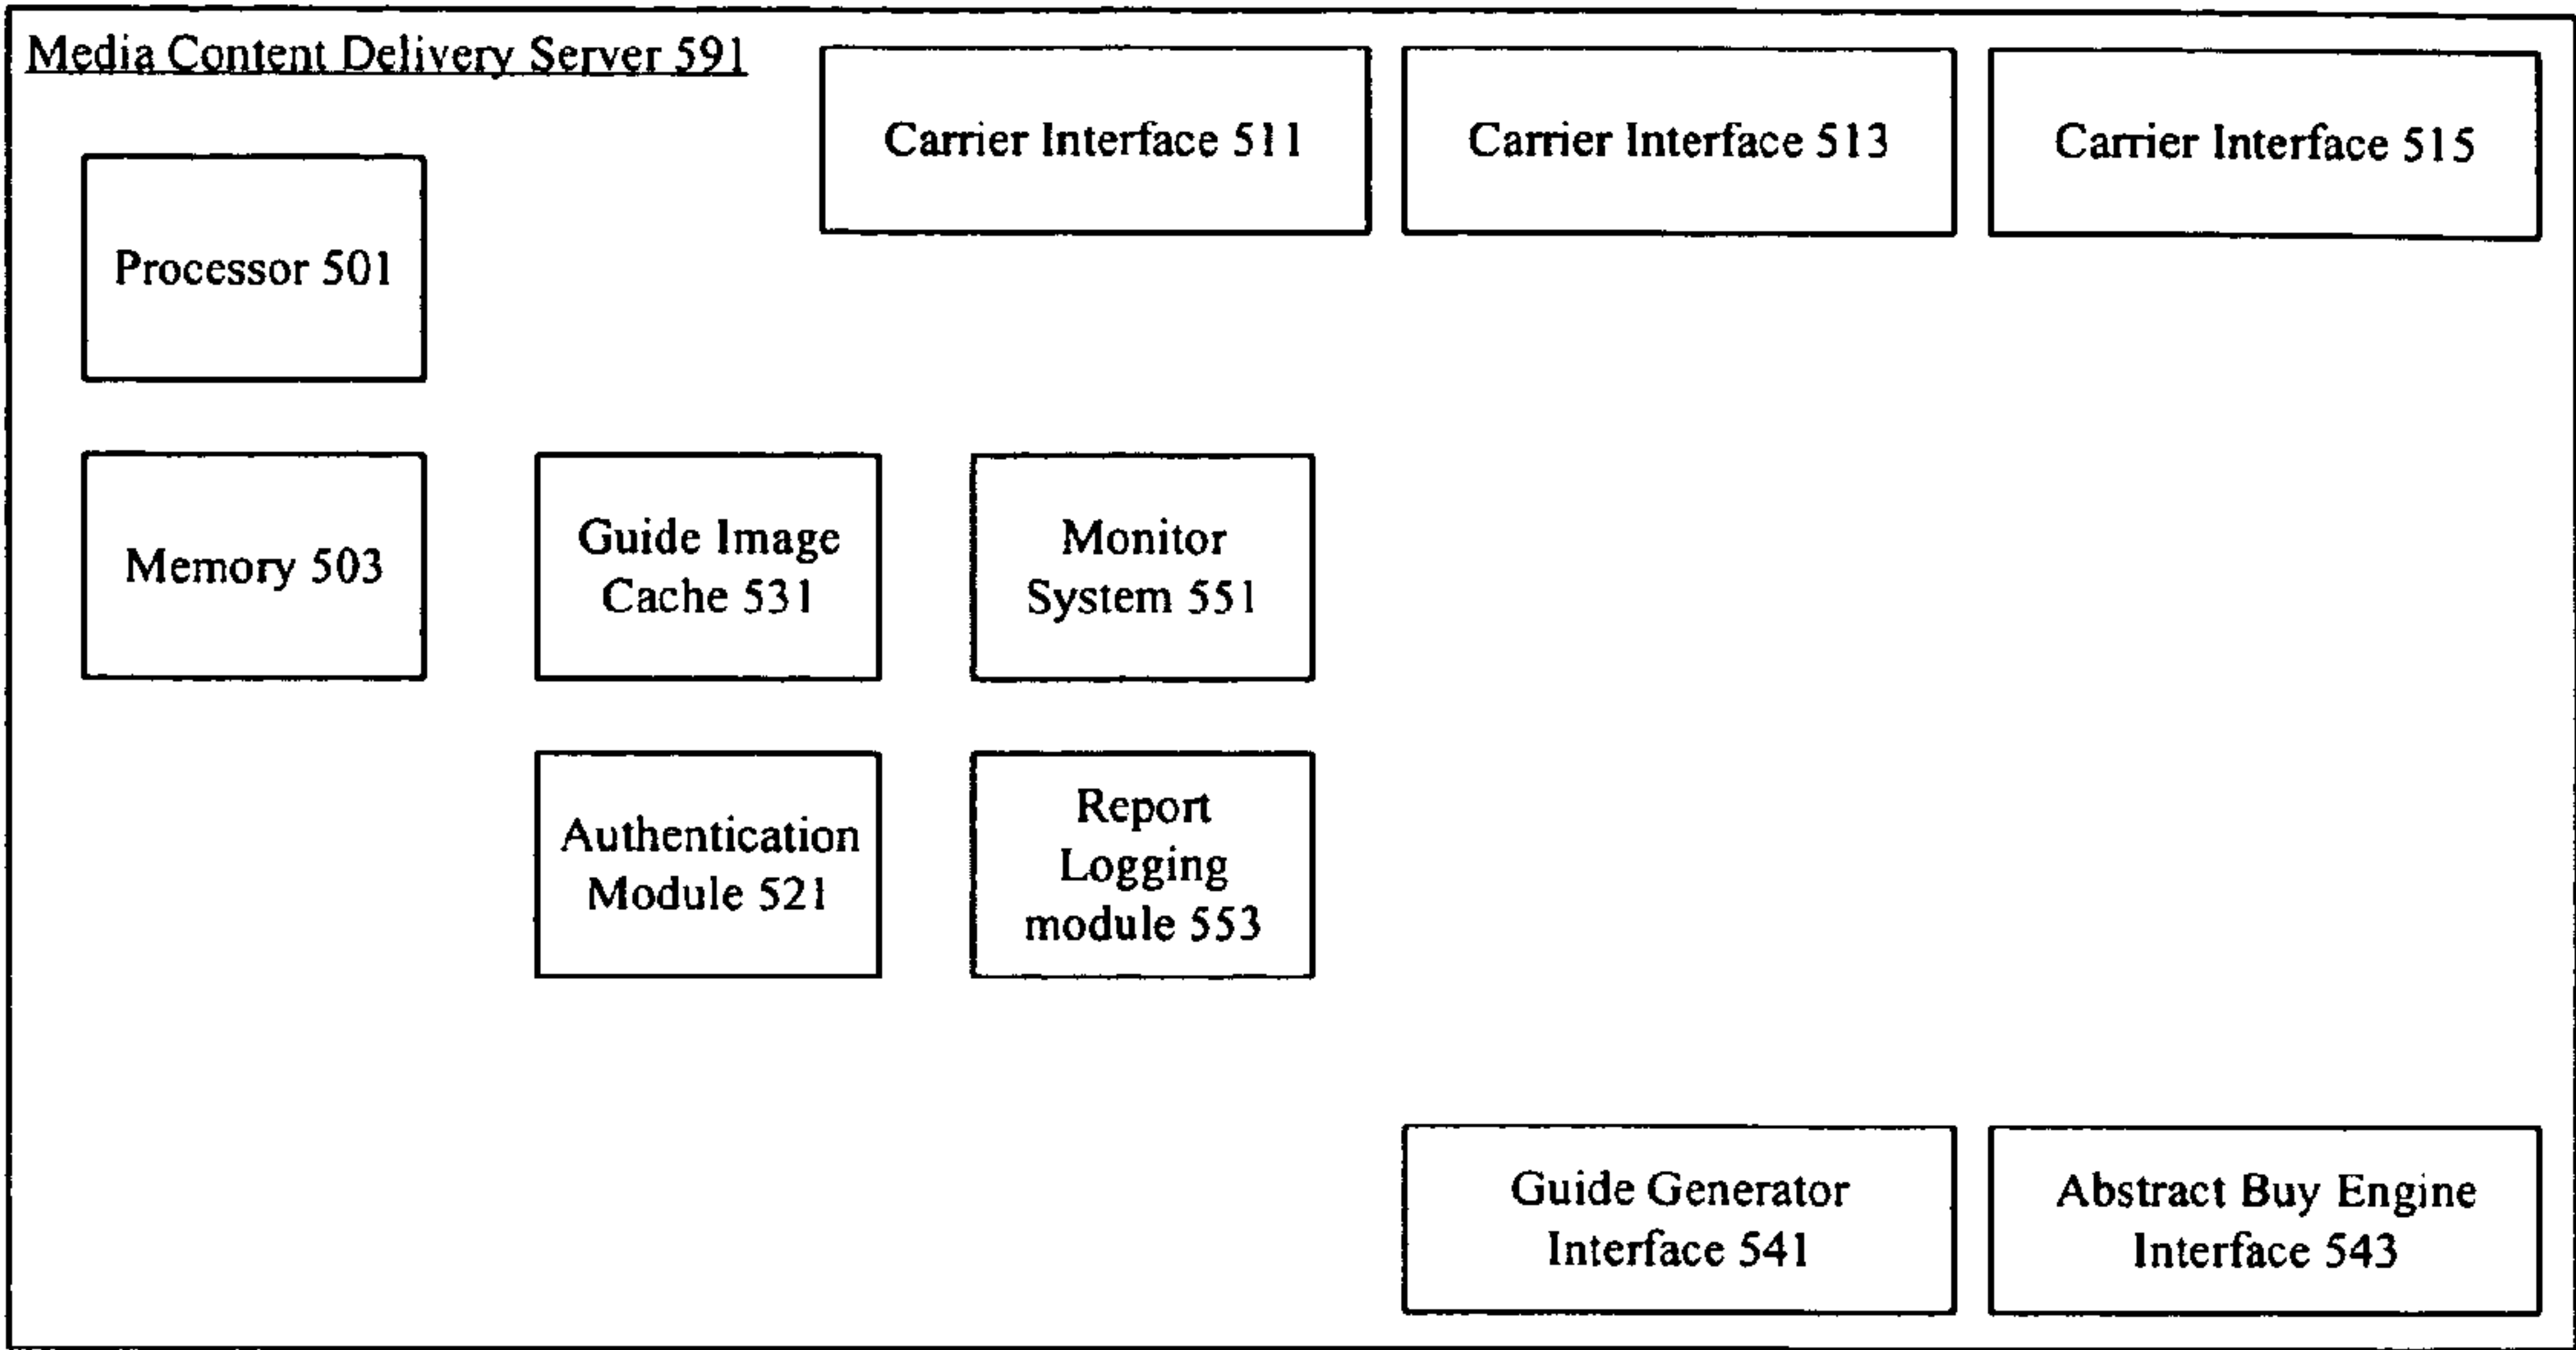 Media Content Delivery Server 591
Carrier Interface 511
Carrier Interface 513
Carrier Interface 515
Processor 501
Memory 503
Guide Image
Cache 531
Monitor
System 551
Authentication
Module 521
Report
Logging
module 553
Guide Generator
Interface 541
Abstract Buy Engine
Interface 543